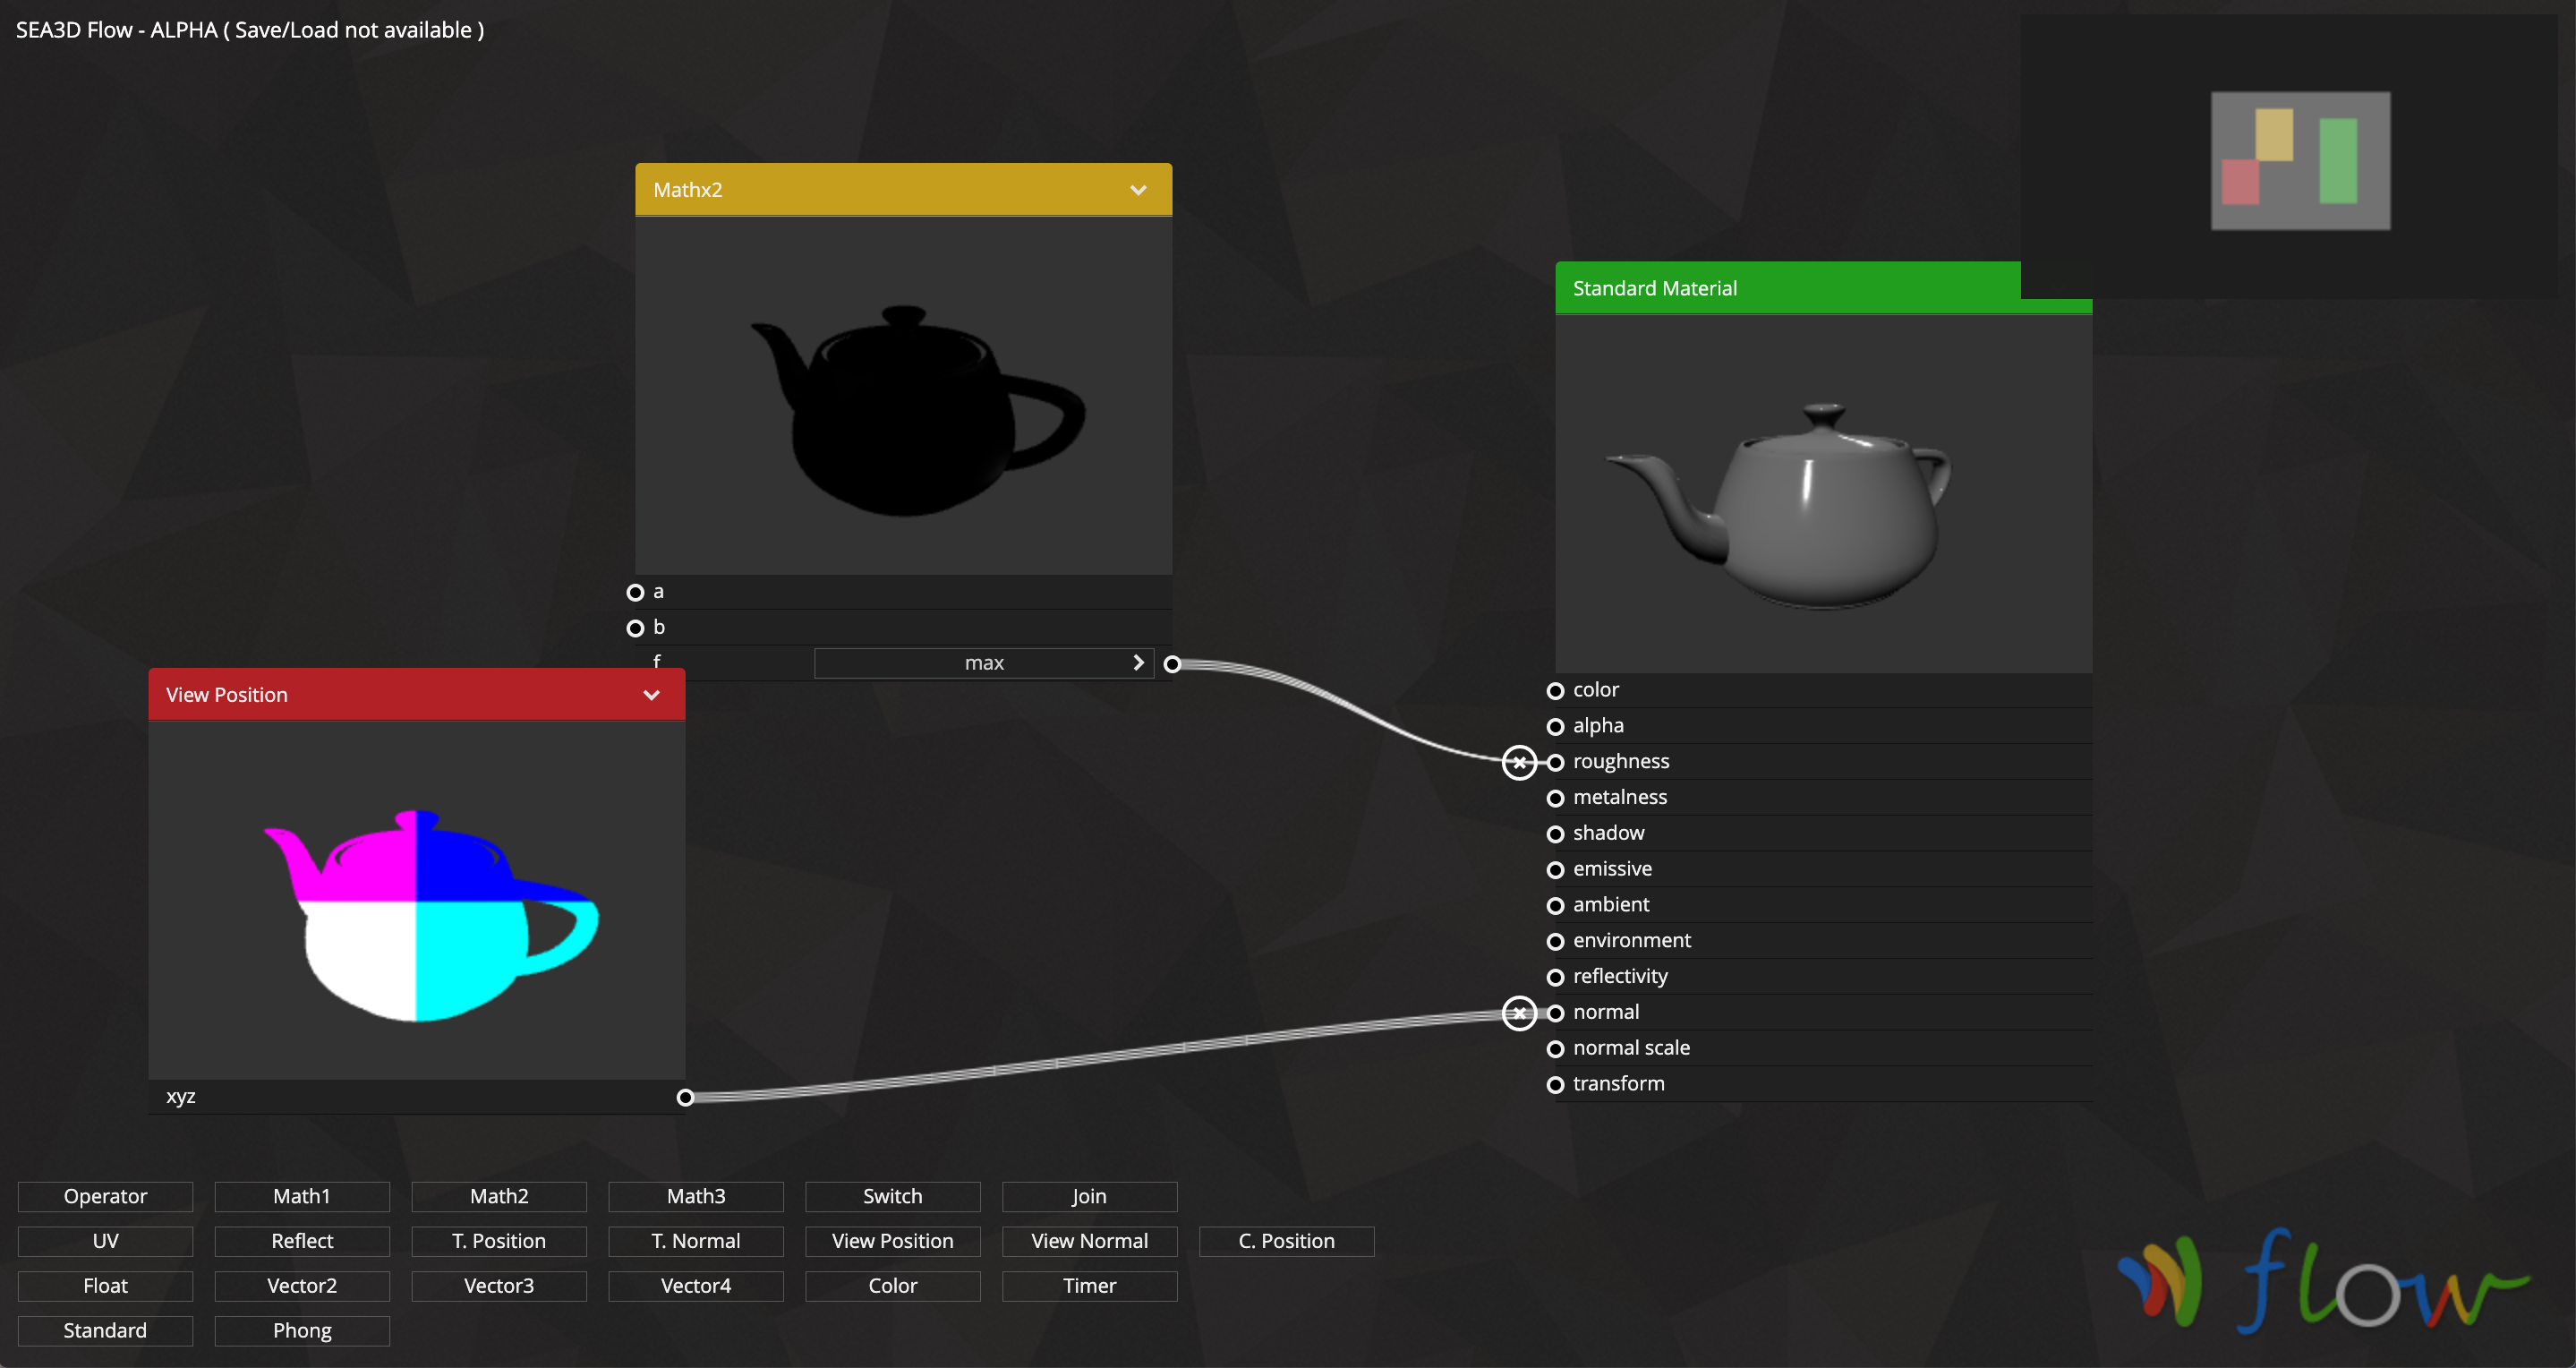 SEA3D Flow - ALPHA ( Save/Load not available )
Mathx2
a
b
f max
Standard Material
color
alpha
roughness
metalness
shadow
emissive
ambient
environment
reflectivity
normal
normal scale
transform
View Position
xyz
Operator Math1 Math2 Math3 Switch Join
UV Reflect T. Position T. Normal View Position View Normal C. Position
Float Vector2 Vector3 Vector4 Color Timer
Standard Phong
flow